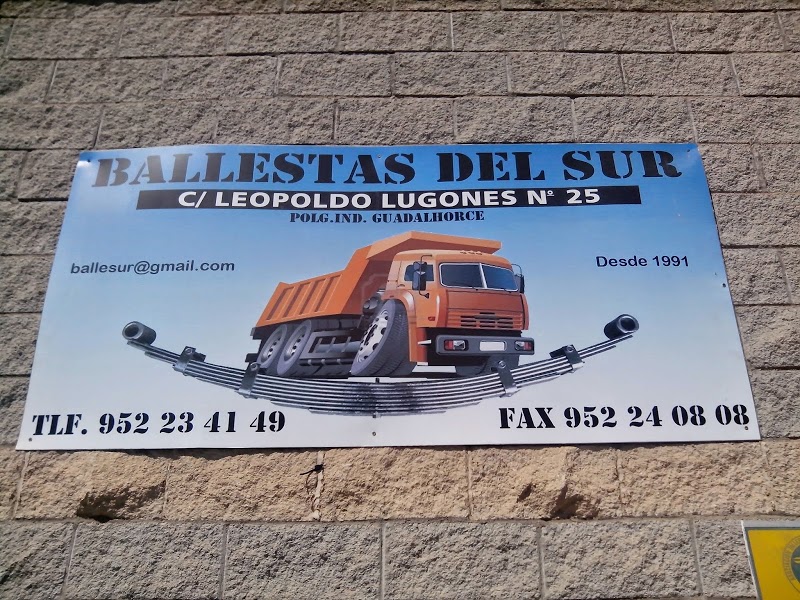 BALLESTAS DEL SUR
C/ LEOPOLDO LUGONES Nº 25
POLG.IND. GUADALHORCE
ballesur@gmail.com
Desde 1991
TLF. 952 23 41 49
FAX 952 24 08 08